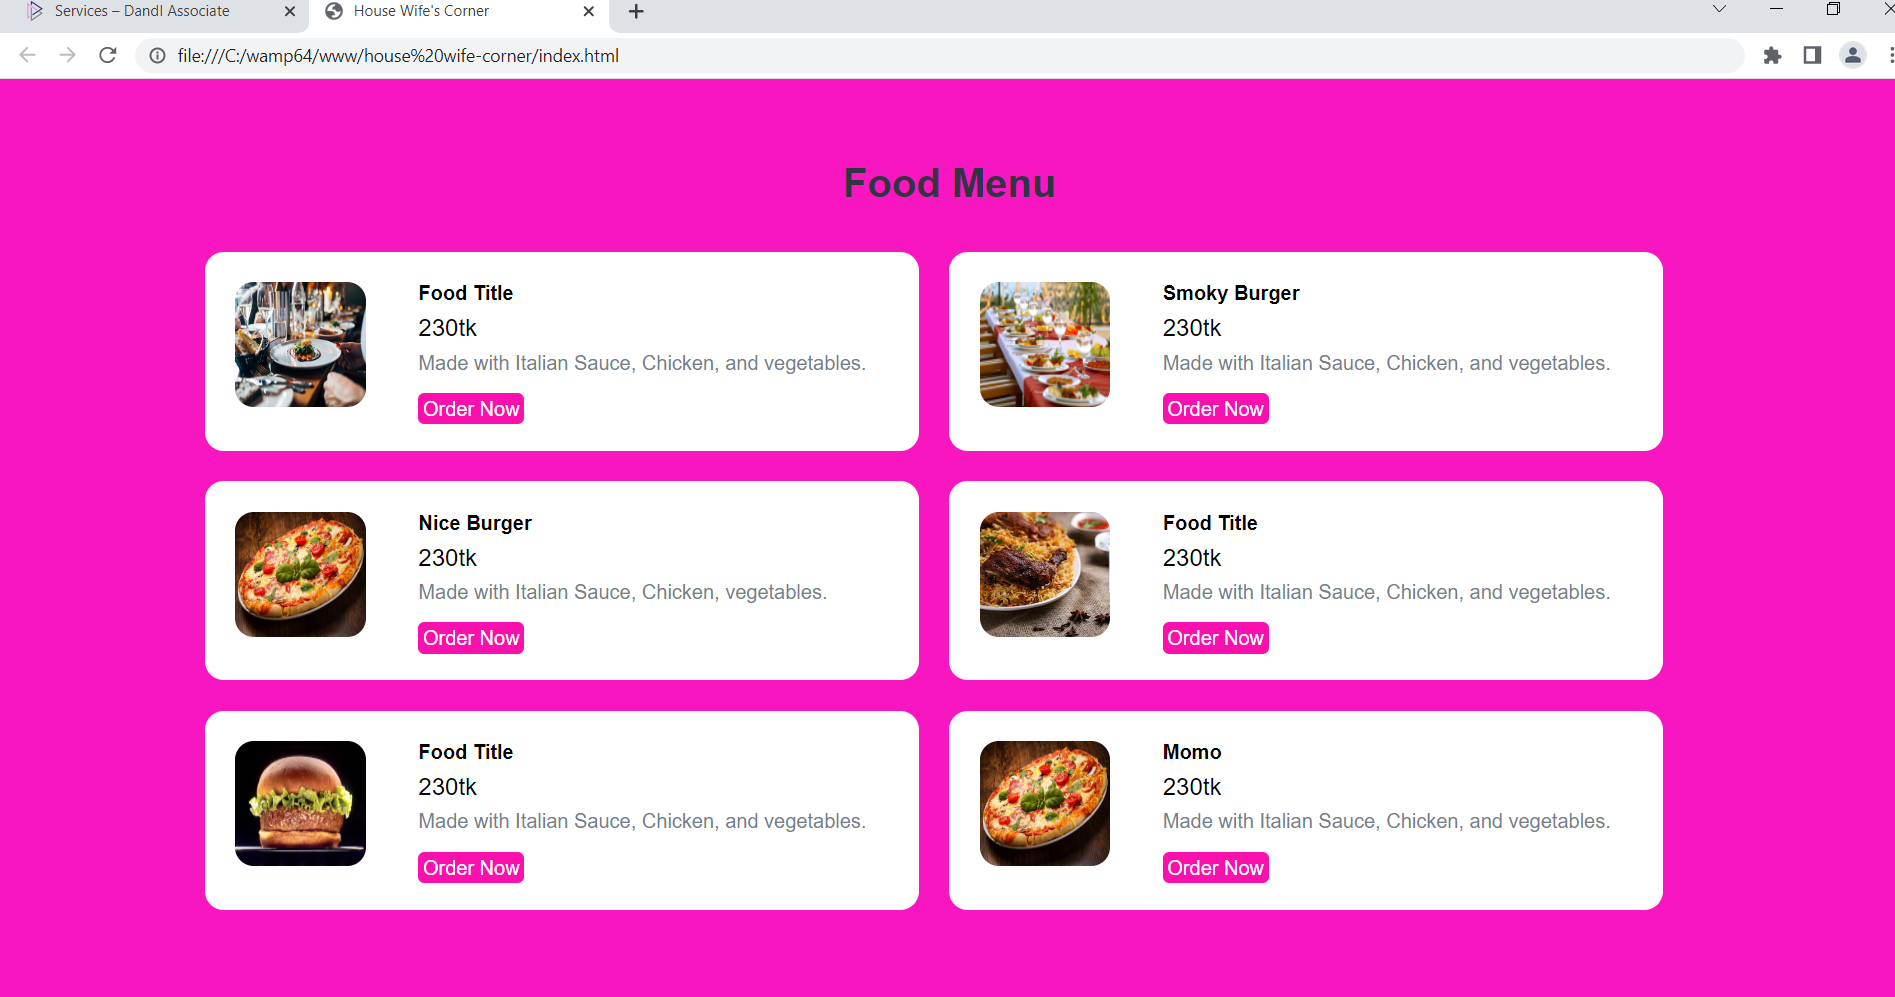 Services – Dandl Associate
House Wife's Corner
file:///C:/wamp64/www/house%20wife-corner/index.html
Food Menu
Food Title
230tk
Made with Italian Sauce, Chicken, and vegetables.
Order Now
Smoky Burger
230tk
Made with Italian Sauce, Chicken, and vegetables.
Order Now
Nice Burger
230tk
Made with Italian Sauce, Chicken, vegetables.
Order Now
Food Title
230tk
Made with Italian Sauce, Chicken, and vegetables.
Order Now
Food Title
230tk
Made with Italian Sauce, Chicken, and vegetables.
Order Now
Momo
230tk
Made with Italian Sauce, Chicken, and vegetables.
Order Now